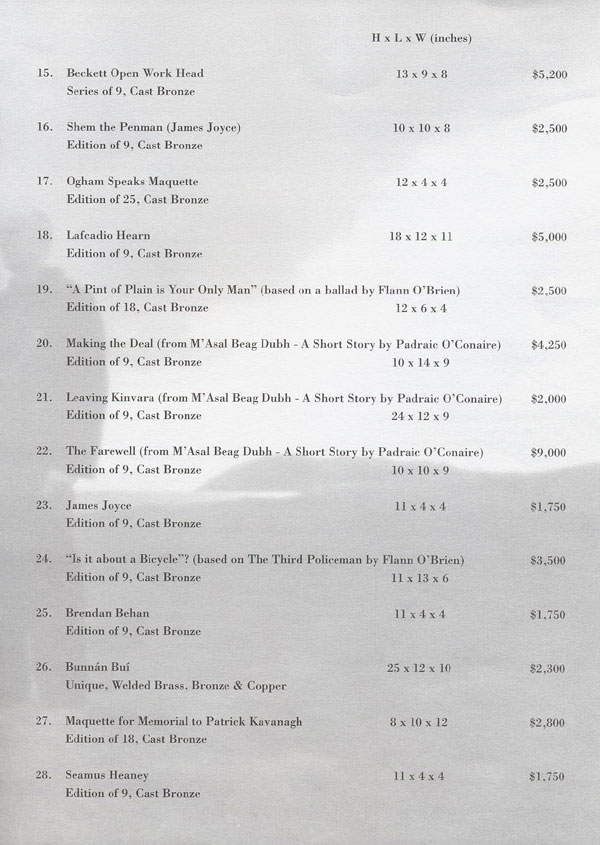 H x L x W (inches)
15. Beckett Open Work Head 13 x 9 x 8 $5,200
Series of 9, Cast Bronze
16. Shem the Penman (James Joyce) 10 x 10 x 8 $2,500
Edition of 9, Cast Bronze
17. Ogham Speaks Maquette 12 x 4 x 4 $2,500
Edition of 25, Cast Bronze
18. Lafcadio Hearn 18 x 12 x 11 $5,000
Edition of 9, Cast Bronze
19. “A Pint of Plain is Your Only Man” (based on a ballad by Flann O’Brien) $2,500
Edition of 18, Cast Bronze 12 x 6 x 4
20. Making the Deal (from M’Asal Beag Dubh - A Short Story by Padraic O’Conaire) $4,250
Edition of 9, Cast Bronze 10 x 14 x 9
21. Leaving Kinvara (from M’Asal Beag Dubh - A Short Story by Padraic O’Conaire) $2,000
Edition of 9, Cast Bronze 24 x 12 x 9
22. The Farewell (from M’Asal Beag Dubh - A Short Story by Padraic O’Conaire) $9,000
Edition of 9, Cast Bronze 10 x 10 x 9
23. James Joyce 11 x 4 x 4 $1,750
Edition of 9, Cast Bronze
24. “Is it about a Bicycle”? (based on The Third Policeman by Flann O’Brien) $3,500
Edition of 9, Cast Bronze 11 x 13 x 6
25. Brendan Behan 11 x 4 x 4 $1,750
Edition of 9, Cast Bronze
26. Bunnán Buí 25 x 12 x 10 $2,300
Unique, Welded Brass, Bronze & Copper
27. Maquette for Memorial to Patrick Kavanagh 8 x 10 x 12 $2,800
Edition of 18, Cast Bronze
28. Seamus Heaney 11 x 4 x 4 $1,750
Edition of 9, Cast Bronze